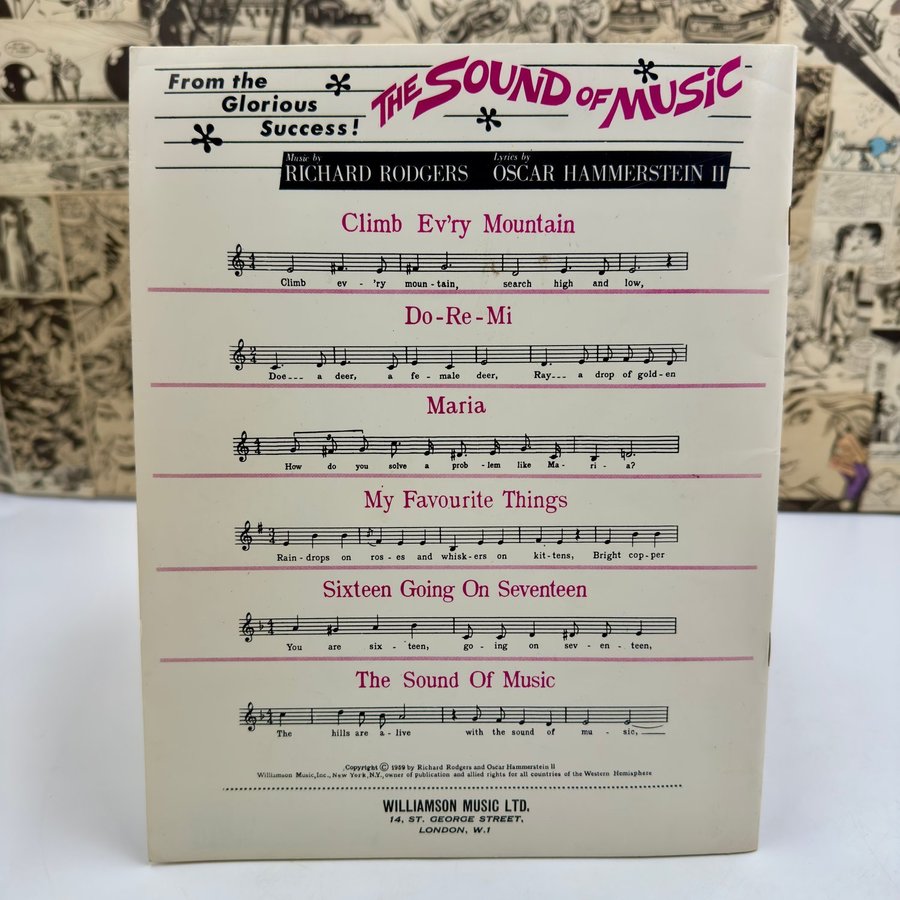 From the
Glorious
Success!
THE SOUND OF MUSIC
Music by
RICHARD RODGERS
Lyrics by
OSCAR HAMMERSTEIN II
Climb Ev'ry Mountain
Climb ev - 'ry moun - tain, search high and low,
Do-Re-Mi
Doe___ a deer, a fe - male deer, Ray___ a drop of gold-en
Maria
How do you solve a prob - lem like Ma - ri - a?
My Favourite Things
Rain - drops on ros - es and whisk-ers on kit - tens, Bright cop-per
Sixteen Going On Seventeen
You are six - teen, go - ing on sev - en - teen,
The Sound Of Music
The hills are a - live with the sound of mu - sic,___
Copyright © 1959 by Richard Rodgers and Oscar Hammerstein II
Williamson Music, Inc., New York, N.Y., owner of publication and allied rights for all countries of the Western Hemisphere
WILLIAMSON MUSIC LTD.
14, ST. GEORGE STREET,
LONDON, W.1